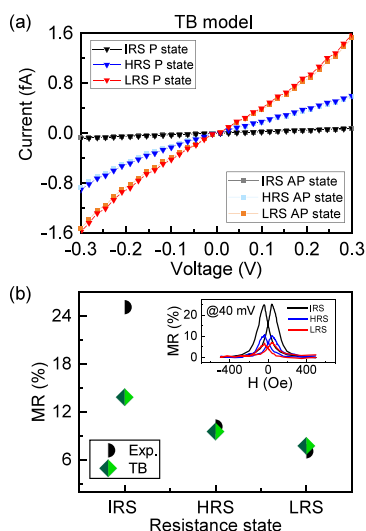 (a)
TB model
IRS P state
HRS P state
LRS P state
IRS AP state
HRS AP state
LRS AP state
Current (fA)
1.6
0.8
0.0
-0.8
-1.6
-0.3 -0.2 -0.1 0.0 0.1 0.2 0.3
Voltage (V)
(b)
MR (%)
24
18
12
6
@40 mV
IRS
HRS
LRS
MR (%)
20
10
0
-500 0 500
H (Oe)
Exp.
TB
IRS HRS LRS
Resistance state